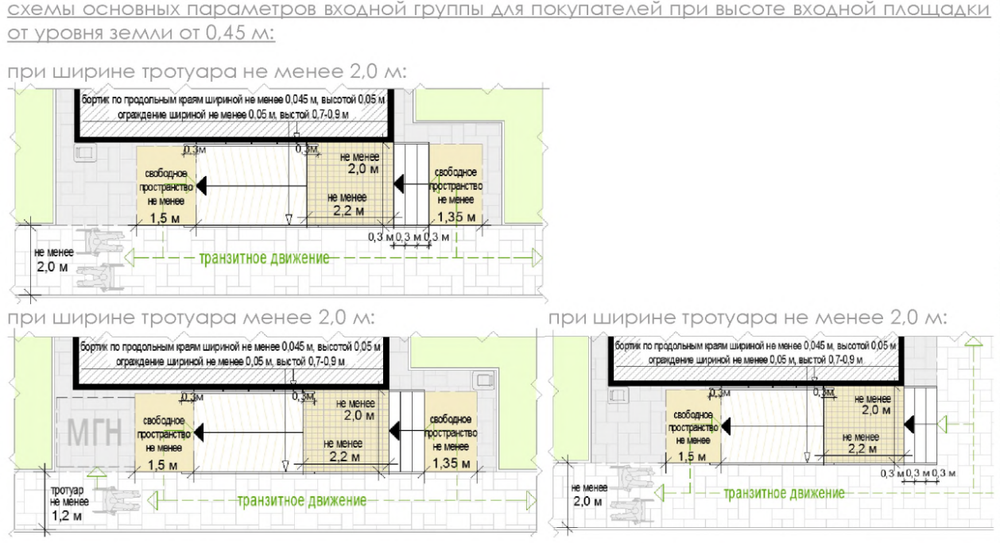 схемы основных параметров входной группы для покупателей при высоте входной площадки
от уровня земли от 0,45 м:
при ширине тротуара не менее 2,0 м:
бортик по продольным краям шириной не менее 0,045 м, высотой 0,05 м
ограждение шириной не менее 0,05 м, выстой 0,7-0,9 м
0,3м
0,3м
не менее
2,0 м
свободное
пространство
не менее
1,5 м
не менее
2,2 м
свободное
пространство
не менее
1,35 м
0,3 м 0,3 м 0,3 м
не менее
2,0 м
транзитное движение
при ширине тротуара менее 2,0 м:
бортик по продольным краям шириной не менее 0,045 м, высотой 0,05 м
ограждение шириной не менее 0,05 м, выстой 0,7-0,9 м
0,3м
0,3м
не менее
2,0 м
МГН
свободное
пространство
не менее
1,5 м
не менее
2,2 м
свободное
пространство
не менее
1,35 м
тротуар
не менее
1,2 м
транзитное движение
при ширине тротуара не менее 2,0 м:
бортик по продольным краям шириной не менее 0,045 м, высотой 0,05 м
ограждение шириной не менее 0,05 м, выстой 0,7-0,9 м
0,3м
0,3м
не менее
2,0 м
свободное
пространство
не менее
1,5 м
не менее
2,2 м
0,3 м 0,3 м 0,3 м
не менее
2,0 м
транзитное движение